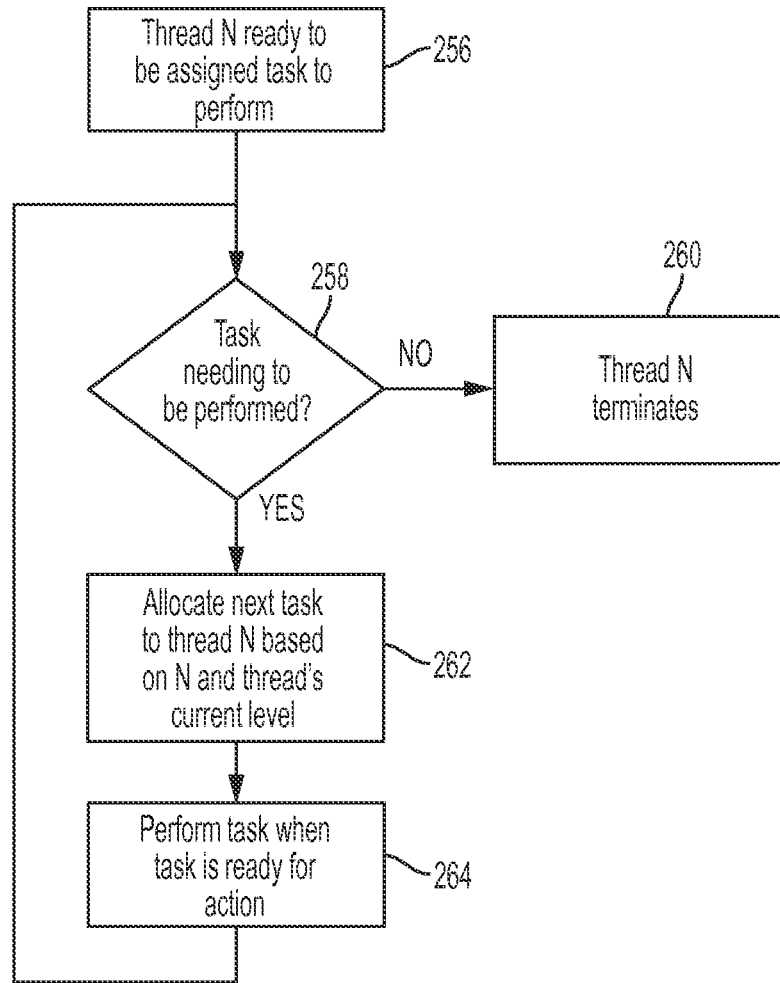 Thread N ready to
be assigned task to
perform
256
258
Task
needing to
be performed?
NO
260
Thread N
terminates
YES
Allocate next task
to thread N based
on N and thread's
current level
262
Perform task when
task is ready for
action
264